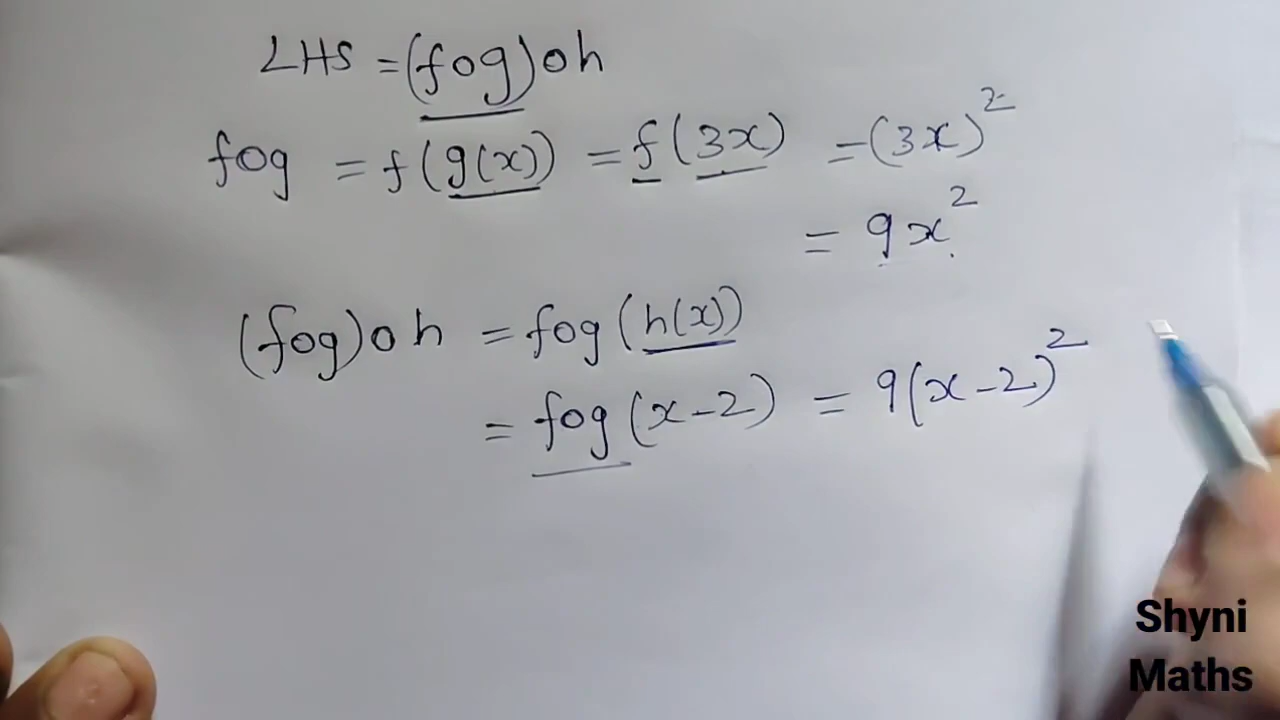 LHS = (fog)oh
fog = f(g(x)) = f(3x) = (3x)²
= 9x²
(fog)oh = fog(h(x))
= fog(x-2) = 9(x-2)²
Shyni
Maths